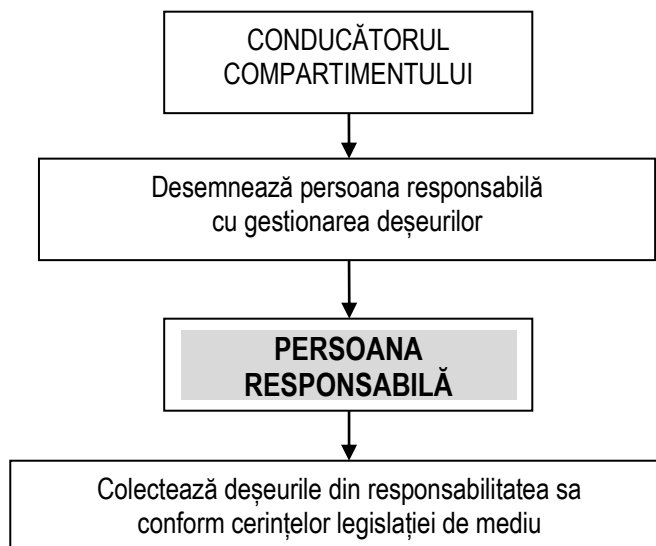 CONDUCĂTORUL
COMPARTIMENTULUI
Desemnează persoana responsabilă
cu gestionarea deșeurilor
PERSOANA
RESPONSABILĂ
Colectează deșeurile din responsabilitatea sa
conform cerințelor legislației de mediu